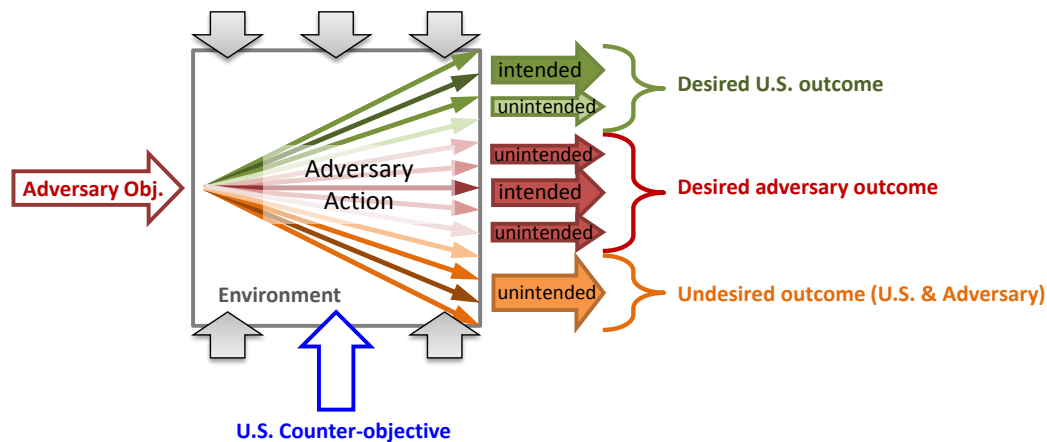 intended
Desired U.S. outcome
unintended
unintended
Adversary
Action
Adversary Obj.
intended
Desired adversary outcome
unintended
Environment
unintended
Undesired outcome (U.S. & Adversary)
U.S. Counter-objective